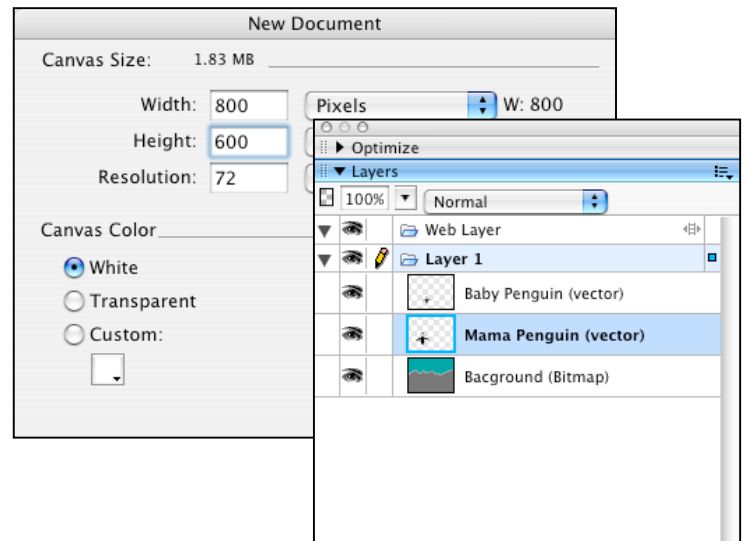 New Document
Canvas Size: 1.83 MB
Width: 800 Pixels W: 800
Height: 600
Resolution: 72
Canvas Color
White
Transparent
Custom:
Optimize
Layers
100% Normal
Web Layer
Layer 1
Baby Penguin (vector)
Mama Penguin (vector)
Bacground (Bitmap)